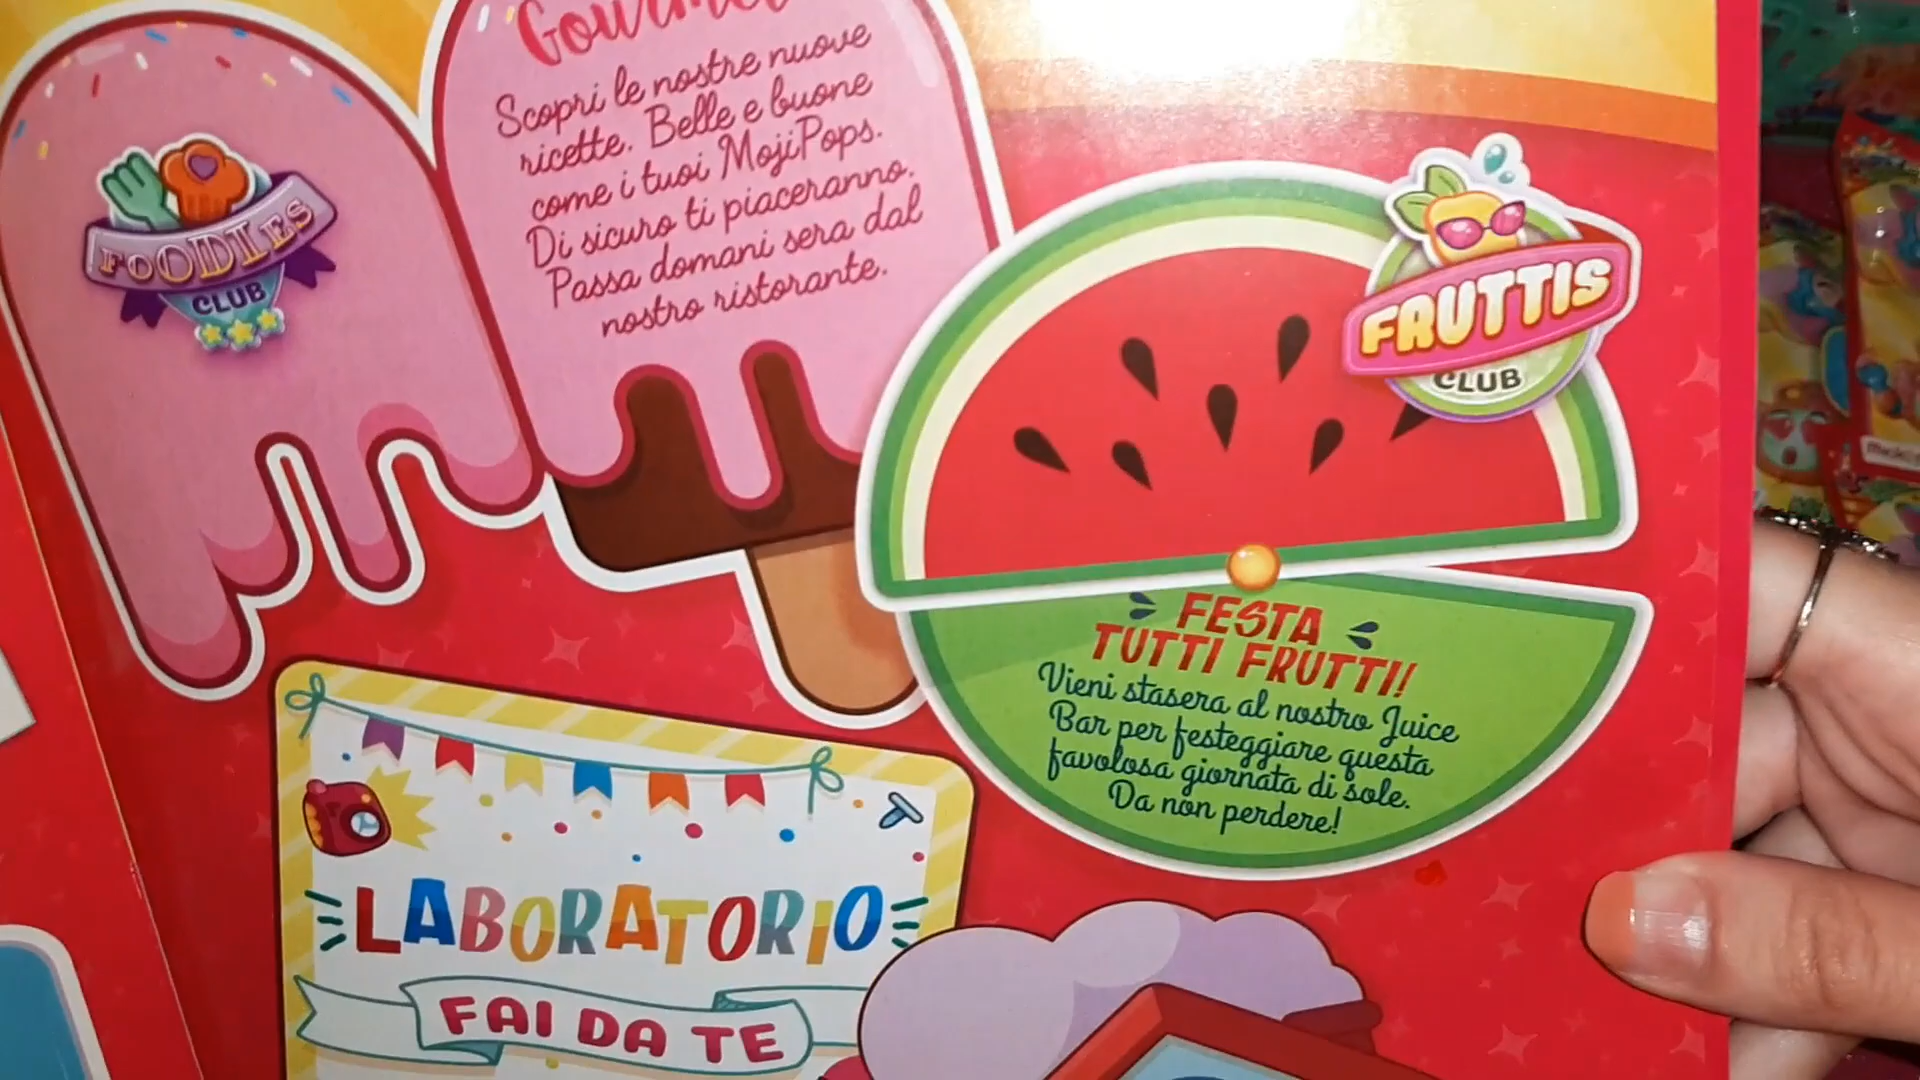 Gourmet
Scopri le nostre nuove
ricette. Belle e buone
come i tuoi MojiPops.
Di sicuro ti piaceranno.
Passa domani sera dal
nostro ristorante.
FOODIES
CLUB
FRUTTIS
CLUB
FESTA
TUTTI FRUTTI!
Vieni stasera al nostro Juice
Bar per festeggiare questa
favolosa giornata di sole.
Da non perdere!
LABORATORIO
FAI DA TE